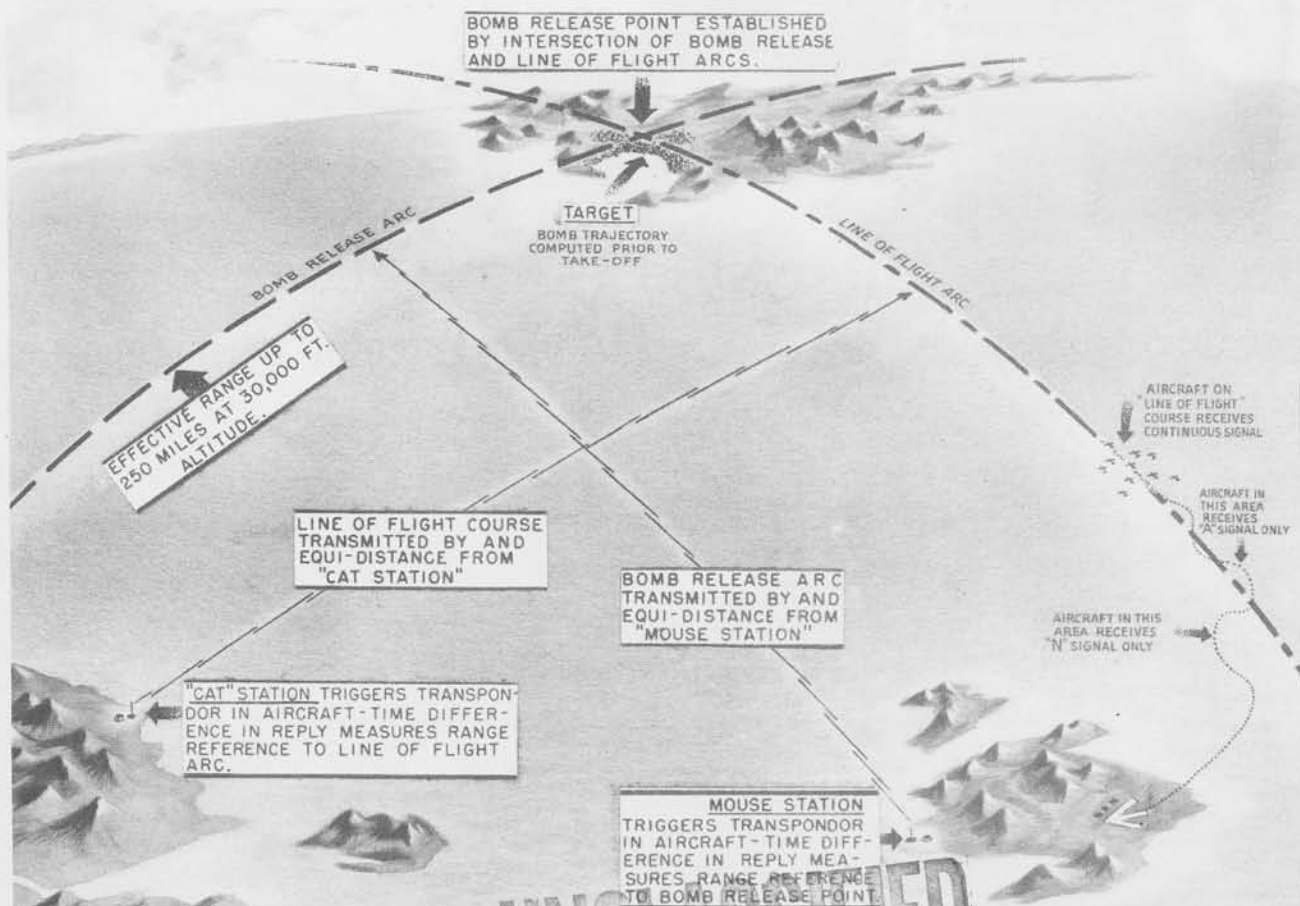 BOMB RELEASE POINT ESTABLISHED
BY INTERSECTION OF BOMB RELEASE
AND LINE OF FLIGHT ARCS.
TARGET
BOMB TRAJECTORY
COMPUTED PRIOR TO
TAKE-OFF
BOMB RELEASE ARC
LINE OF FLIGHT ARC
EFFECTIVE RANGE UP TO
250 MILES AT 30,000 FT.
ALTITUDE.
AIRCRAFT ON
"LINE OF FLIGHT"
COURSE RECEIVES
CONTINUOUS SIGNAL
AIRCRAFT IN
THIS AREA
RECEIVES
"A" SIGNAL ONLY
LINE OF FLIGHT COURSE
TRANSMITTED BY AND
EQUI-DISTANCE FROM
"CAT STATION"
BOMB RELEASE ARC
TRANSMITTED BY AND
EQUI-DISTANCE FROM
"MOUSE STATION"
AIRCRAFT IN THIS
AREA RECEIVES
"N" SIGNAL ONLY
"CAT" STATION TRIGGERS TRANSPON-
DOR IN AIRCRAFT-TIME DIFFER-
ENCE IN REPLY MEASURES RANGE
REFERENCE TO LINE OF FLIGHT
ARC.
MOUSE STATION
TRIGGERS TRANSPONDOR
IN AIRCRAFT-TIME DIFF-
ERENCE IN REPLY MEA-
SURES RANGE REFERENCE
TO BOMB RELEASE POINT.